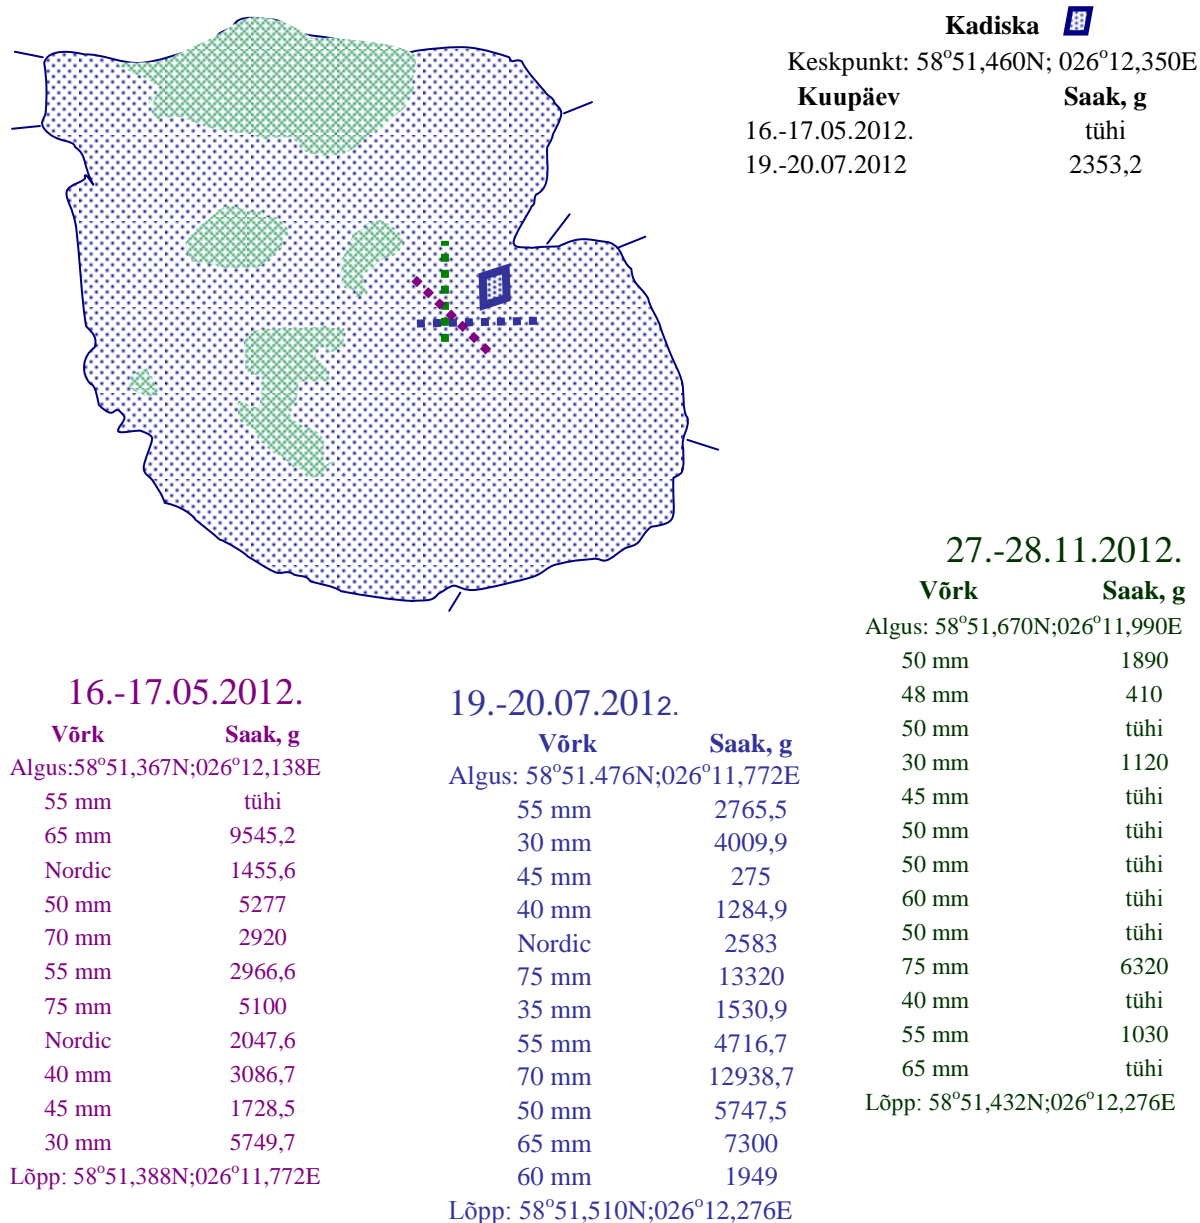 Kadiska
Keskpunkt: 58°51,460N; 026°12,350E
Kuupäev Saak, g
16.-17.05.2012. tühi
19.-20.07.2012 2353,2
27.-28.11.2012.
Võrk Saak, g
Algus: 58°51,670N;026°11,990E
50 mm 1890
48 mm 410
50 mm tühi
30 mm 1120
45 mm tühi
50 mm tühi
50 mm tühi
60 mm tühi
50 mm tühi
75 mm 6320
40 mm tühi
55 mm 1030
65 mm tühi
Lõpp: 58°51,432N;026°12,276E
16.-17.05.2012.
Võrk Saak, g
Algus:58°51,367N;026°12,138E
55 mm tühi
65 mm 9545,2
Nordic 1455,6
50 mm 5277
70 mm 2920
55 mm 2966,6
75 mm 5100
Nordic 2047,6
40 mm 3086,7
45 mm 1728,5
30 mm 5749,7
Lõpp: 58°51,388N;026°11,772E
19.-20.07.2012.
Võrk Saak, g
Algus: 58°51.476N;026°11,772E
55 mm 2765,5
30 mm 4009,9
45 mm 275
40 mm 1284,9
Nordic 2583
75 mm 13320
35 mm 1530,9
55 mm 4716,7
70 mm 12938,7
50 mm 5747,5
65 mm 7300
60 mm 1949
Lõpp: 58°51,510N;026°12,276E